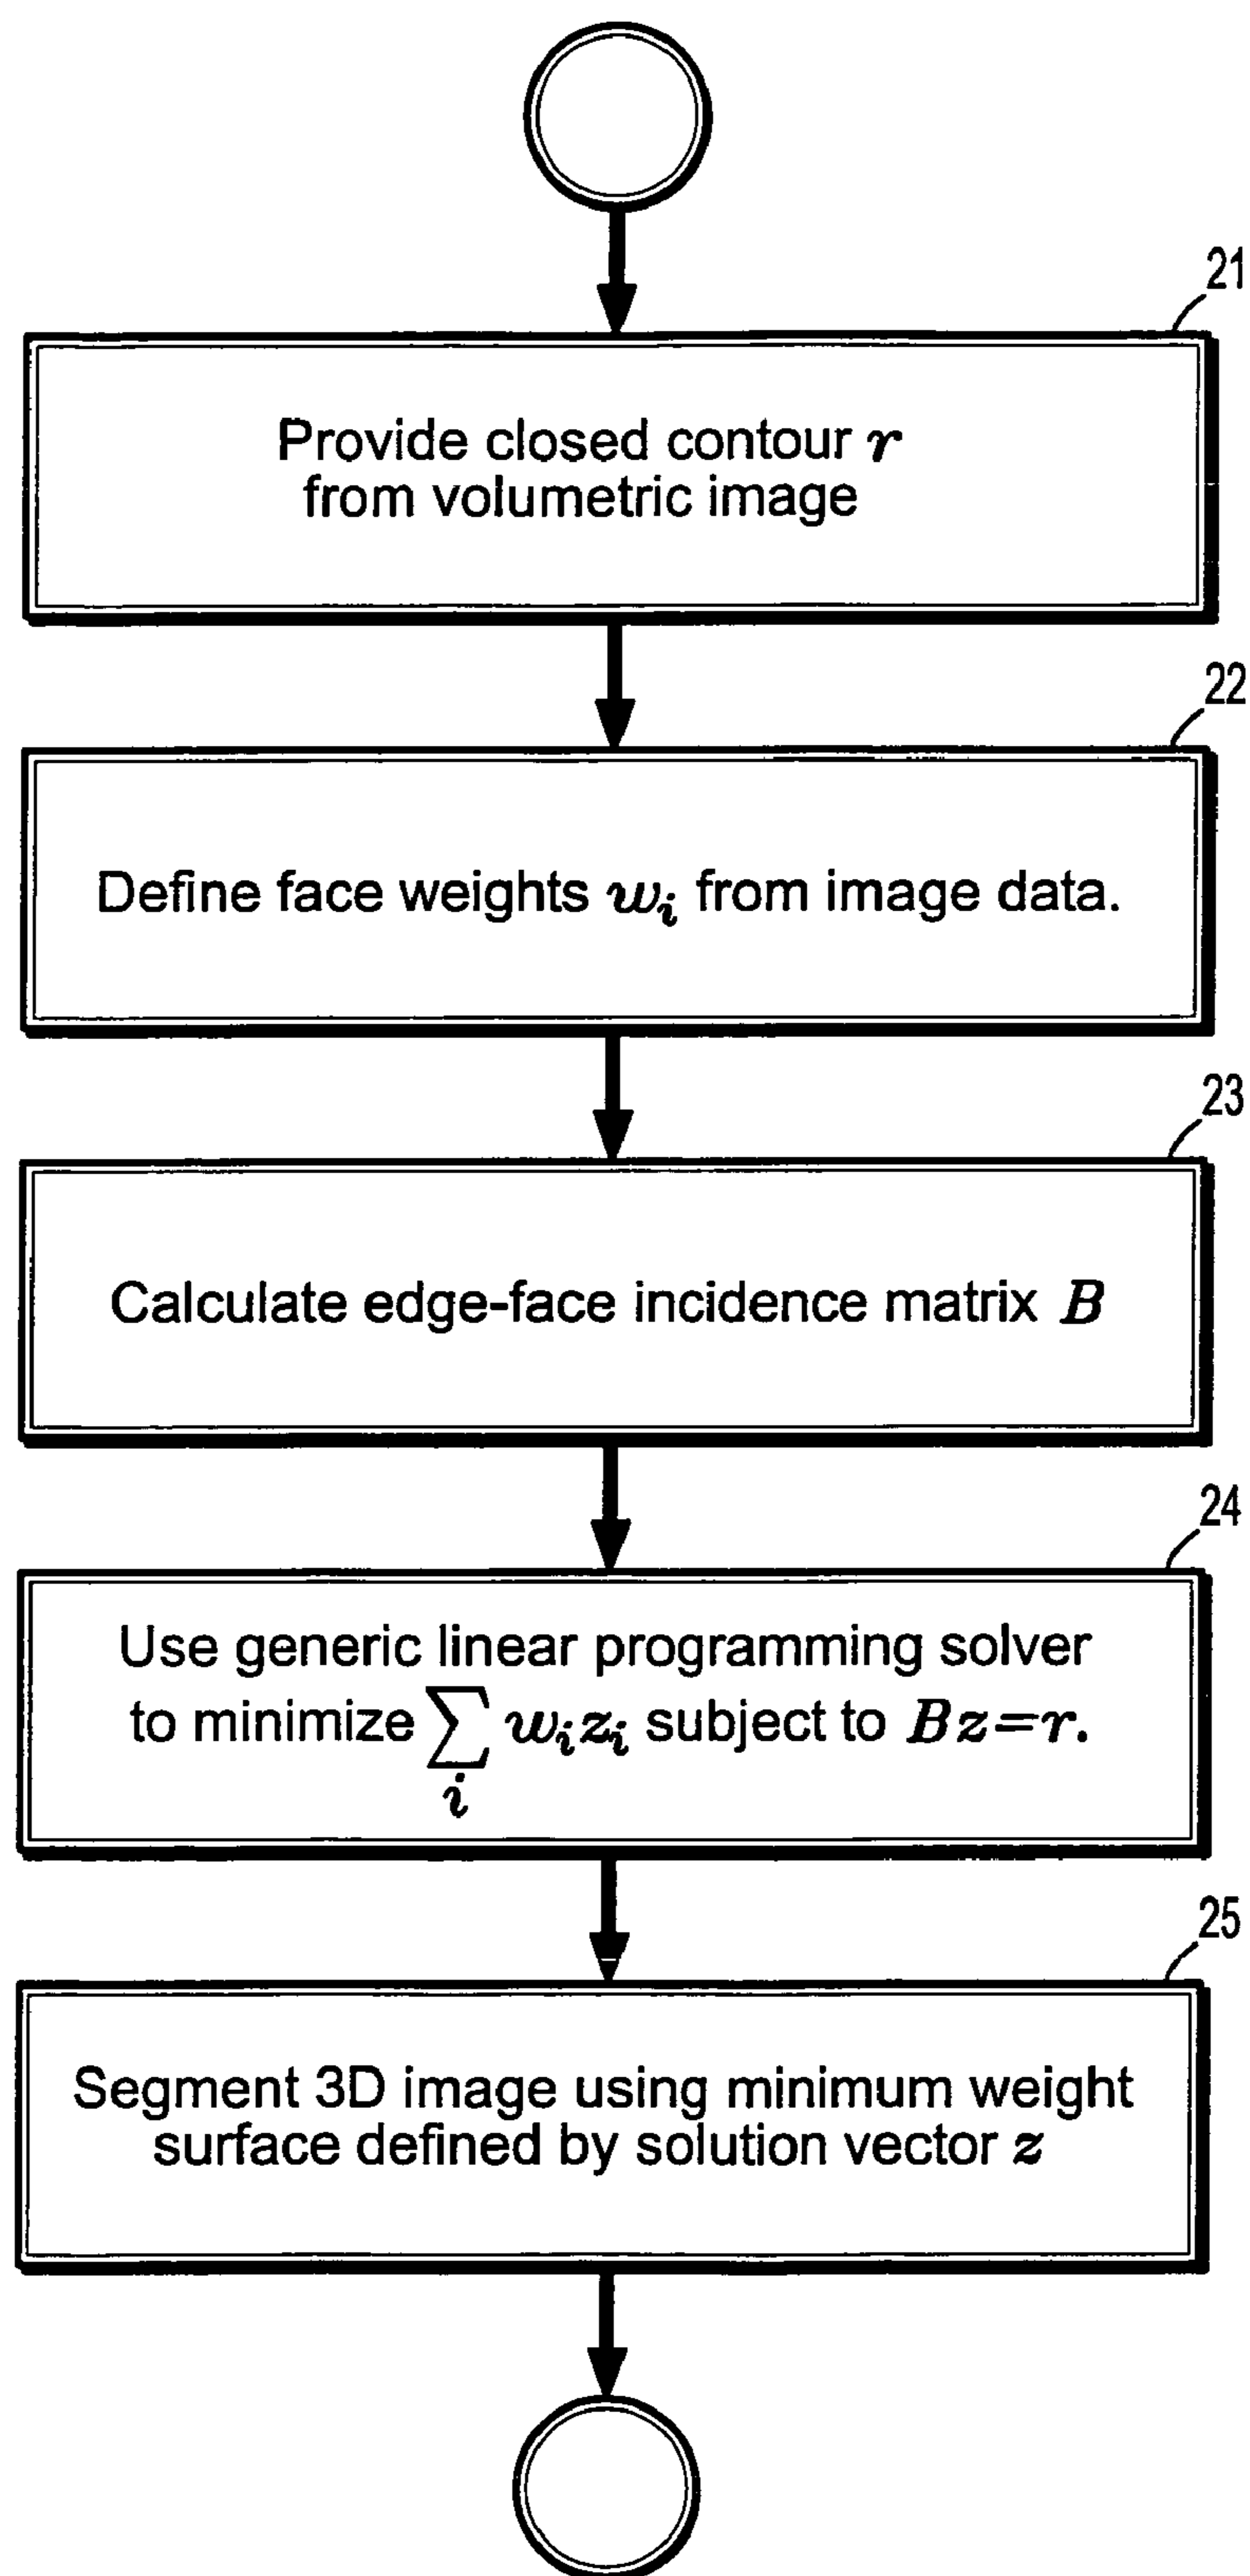 21
Provide closed contour r
from volumetric image
22
Define face weights wᵢ from image data.
23
Calculate edge-face incidence matrix B
24
Use generic linear programming solver
to minimize ∑ wᵢzᵢ subject to Bz=r.
i
25
Segment 3D image using minimum weight
surface defined by solution vector z